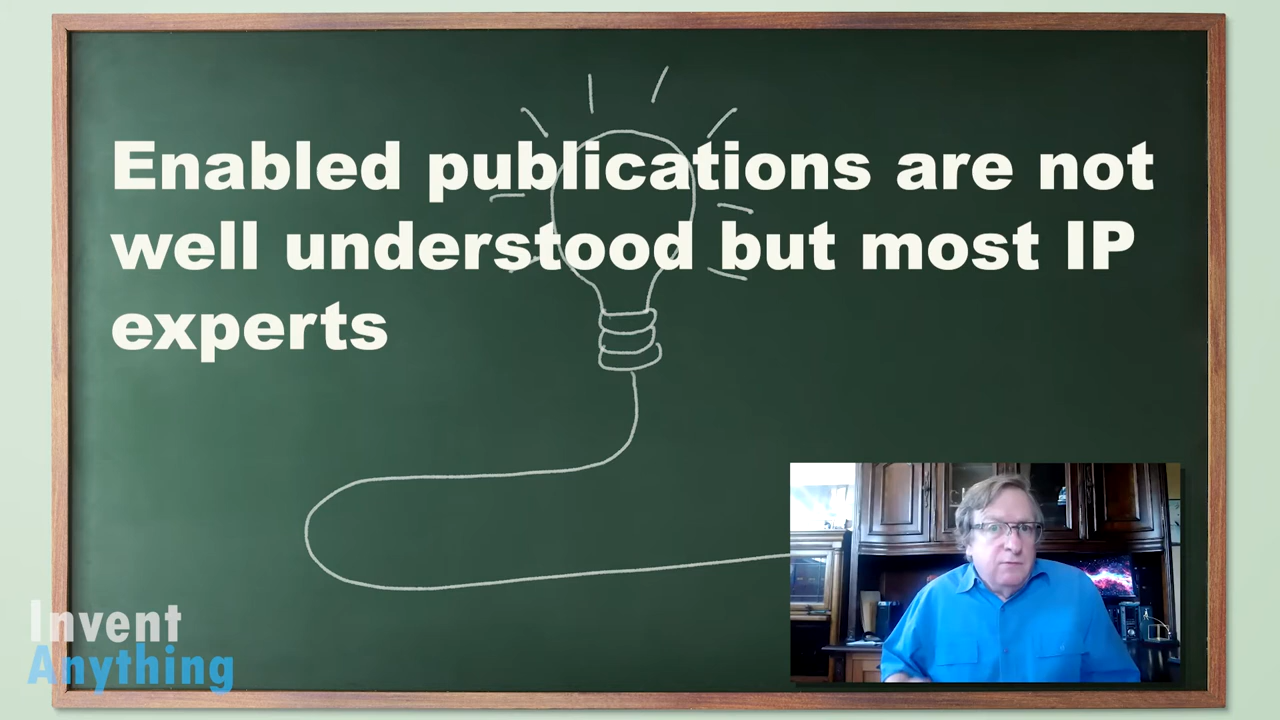 Enabled publications are not
well understood but most IP
experts
Invent
Anything